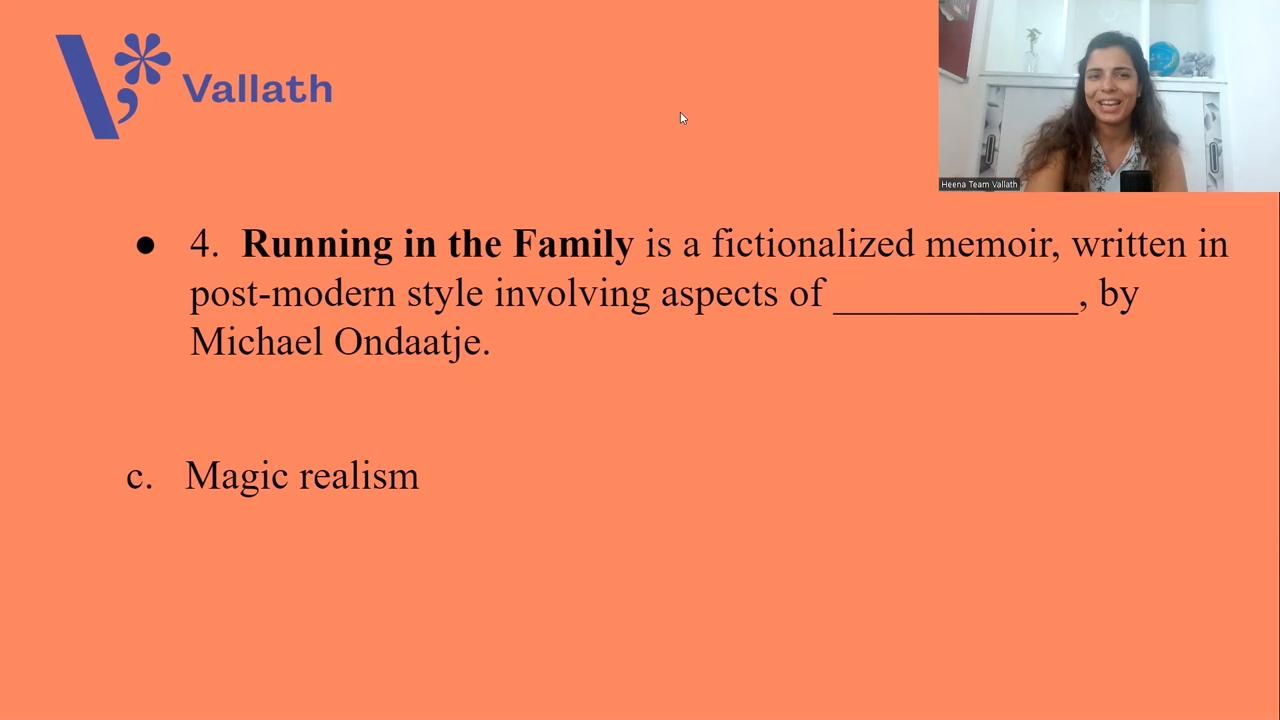 Vallath
Heena Team Vallath
● 4. Running in the Family is a fictionalized memoir, written in
post-modern style involving aspects of ____________, by
Michael Ondaatje.
c. Magic realism